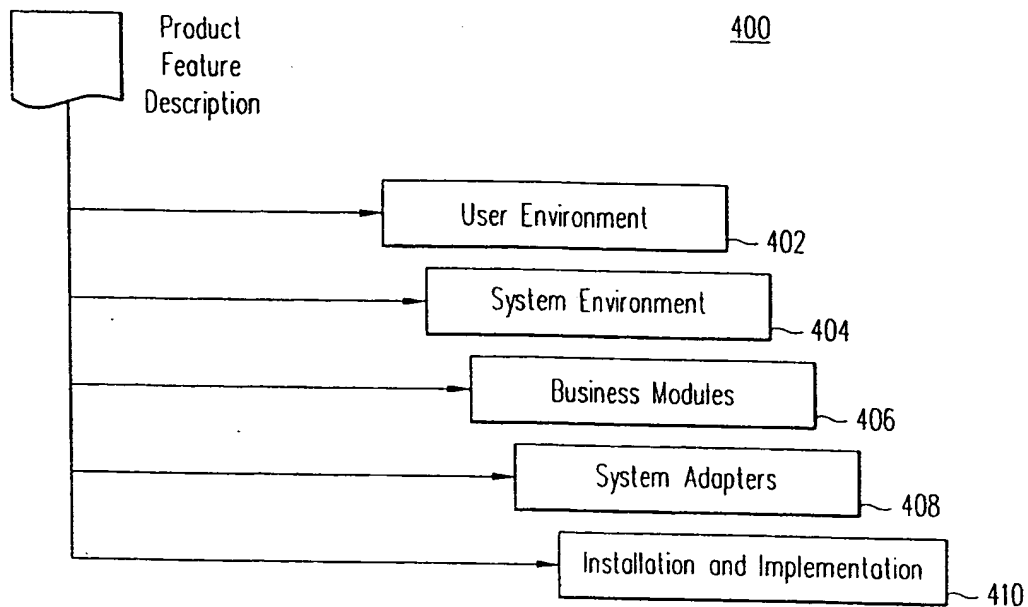 Product
Feature
Description
400
User Environment
402
System Environment
404
Business Modules
406
System Adapters
408
Installation and Implementation
410